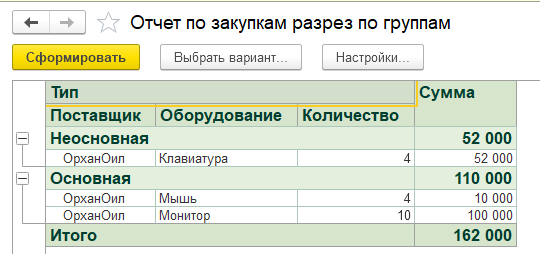 Отчет по закупкам разрез по группам
Сформировать Выбрать вариант... Настройки...
Тип Сумма
Поставщик Оборудование Количество
Неосновная 52 000
ОрханОил Клавиатура 4 52 000
Основная 110 000
ОрханОил Мышь 4 10 000
ОрханОил Монитор 10 100 000
Итого 162 000